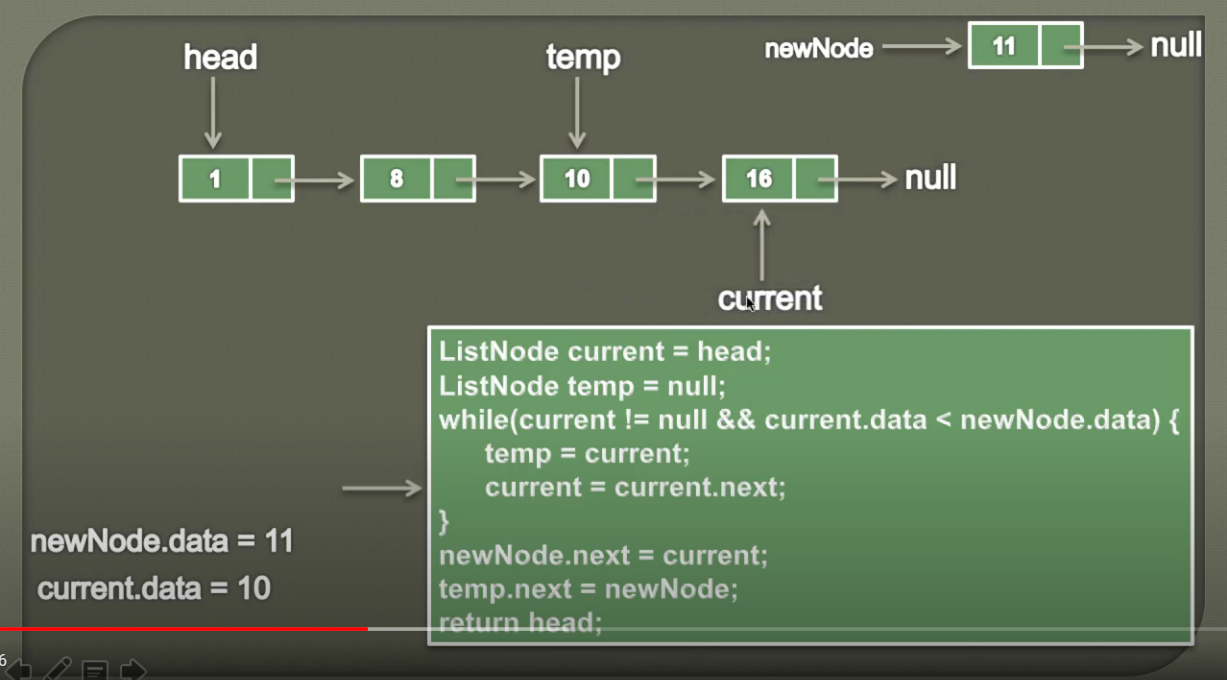 head
temp
newNode
11
null
1
8
10
16
null
current
ListNode current = head;
ListNode temp = null;
while(current != null && current.data < newNode.data) {
temp = current;
current = current.next;
}
newNode.next = current;
temp.next = newNode;
return head;
newNode.data = 11
current.data = 10
6